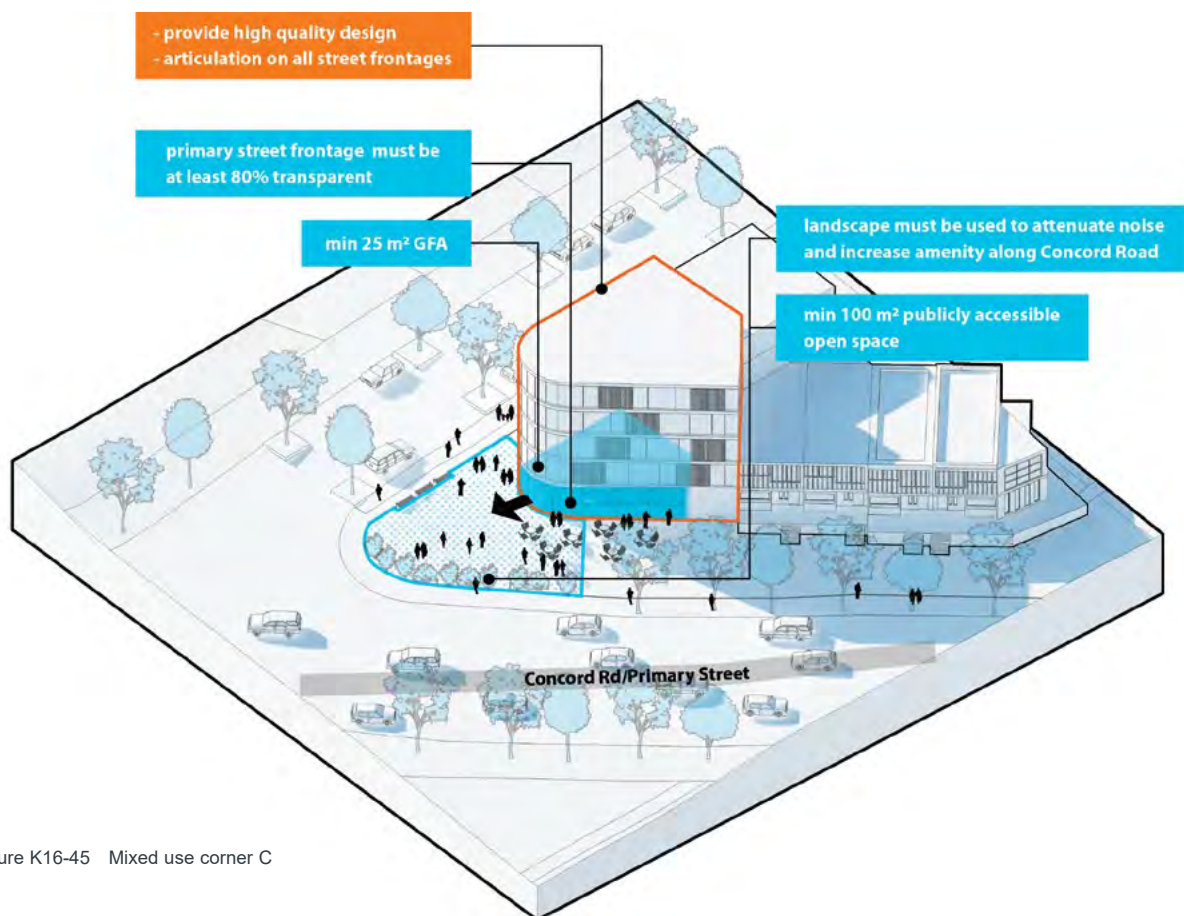 - provide high quality design
- articulation on all street frontages
primary street frontage must be
at least 80% transparent
min 25 m² GFA
landscape must be used to attenuate noise
and increase amenity along Concord Road
min 100 m² publicly accessible
open space
Concord Rd/Primary Street
ure K16-45 Mixed use corner C